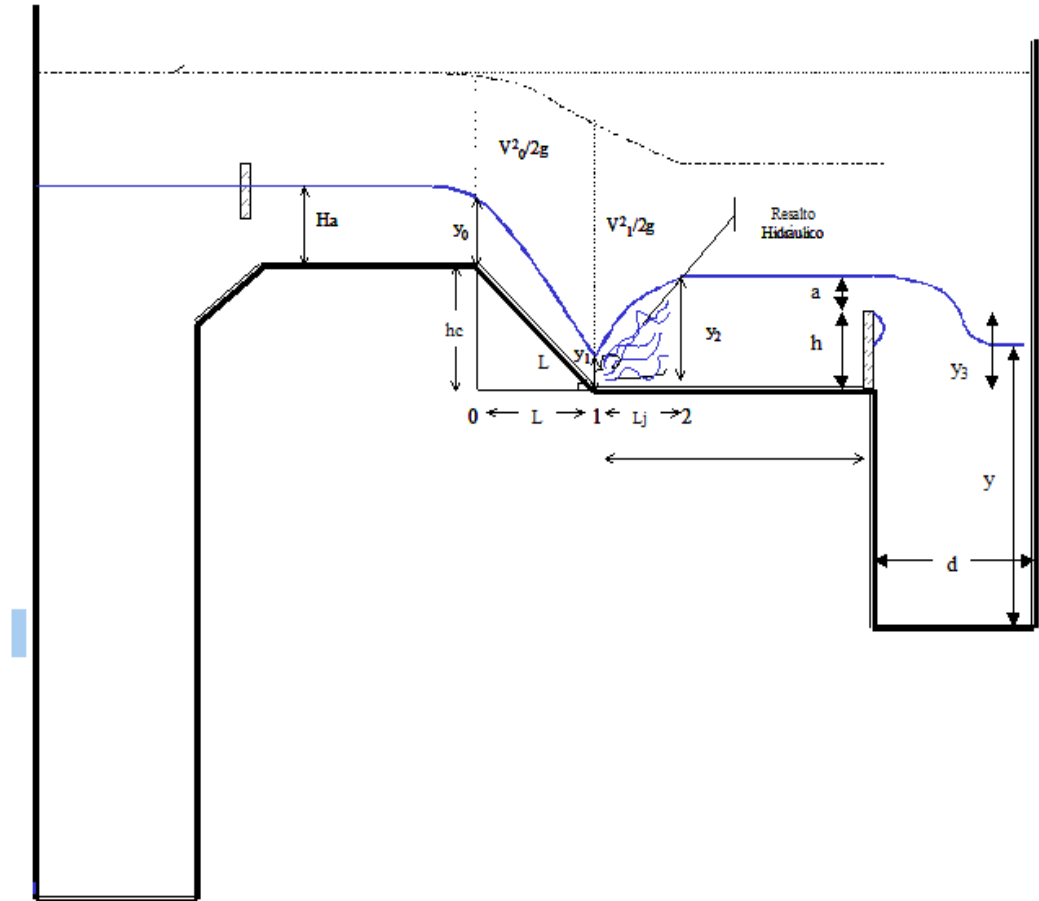 V²₀/2g
Ha
y₀
V²₁/2g
Resalto
Hidráulico
hc
L
y₁
y₂
a
h
y₃
0
L
1
Lj
2
y
d